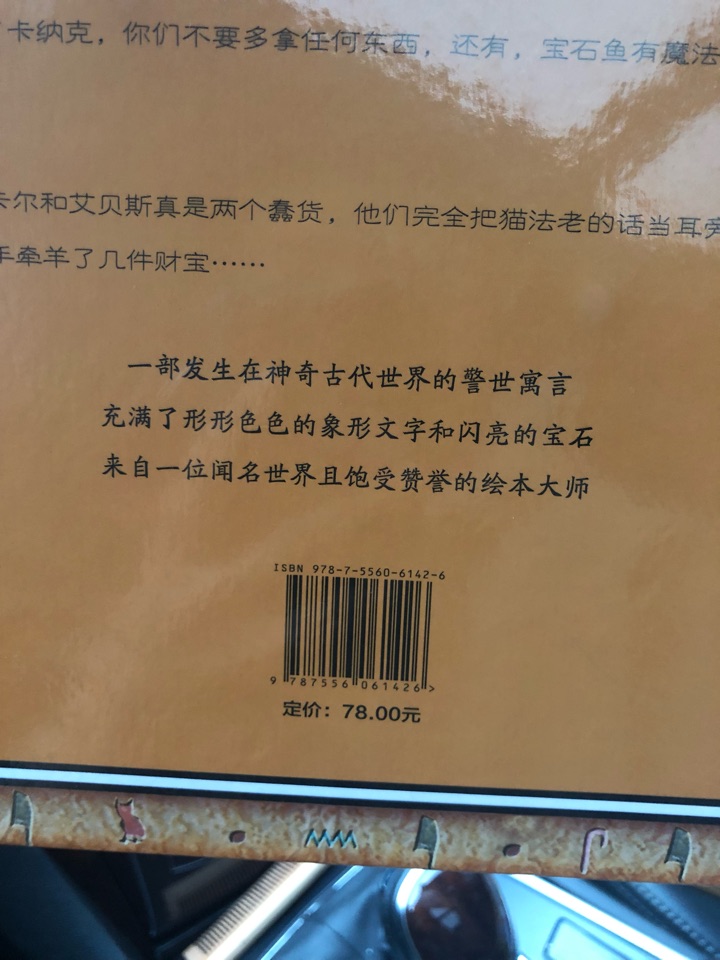 卡纳克，你们不要多拿任何东西，还有，宝石鱼有魔法
卡尔和艾贝斯真是两个蠢货，他们完全把猫法老的话当耳旁
手牵羊了几件财宝……
一部发生在神奇古代世界的警世寓言
充满了形形色色的象形文字和闪亮的宝石
来自一位闻名世界且饱受赞誉的绘本大师
ISBN 978-7-5560-6142-6
9 787556 061426 >
定价：78.00元